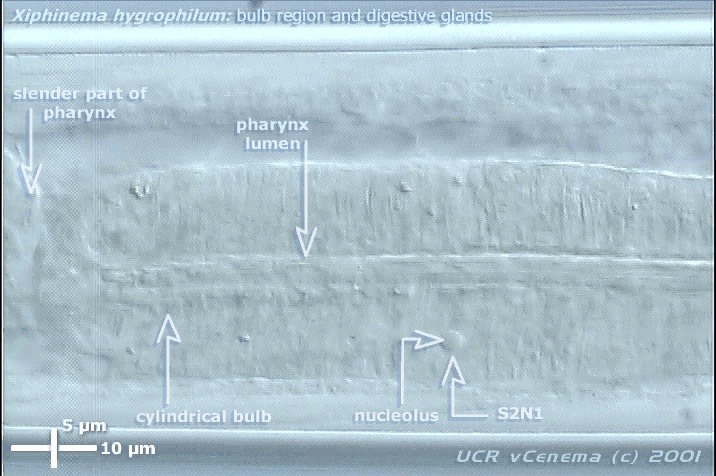 Xiphinema hygrophilum: bulb region and digestive glands
slender part of
pharynx
pharynx
lumen
cylindrical bulb
nucleolus
S2N1
5 µm
10 µm
UCR vCenema (c) 2001